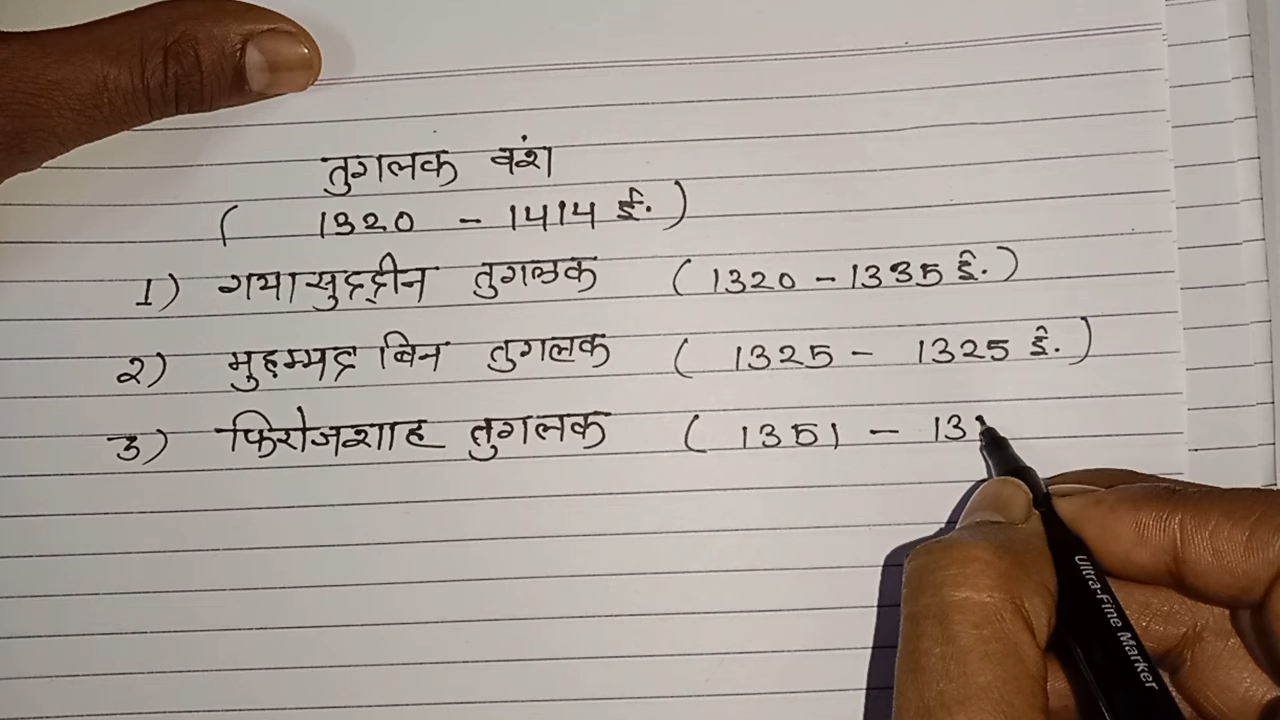 तुगलक वंश
( 1320 - 1414 ई. )
1) गयासुद्दीन तुगलक ( 1320 - 1335 ई. )
2) मुहम्मद बिन तुगलक ( 1325 - 1325 ई. )
3) फिरोजशाह तुगलक ( 1351 - 13
Ultra-Fine Marker